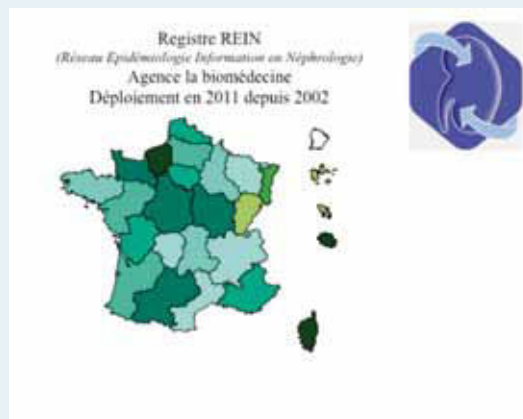 Registre REIN
(Réseau Epidémiologie Information en Néphrologie)
Agence la biomédecine
Déploiement en 2011 depuis 2002